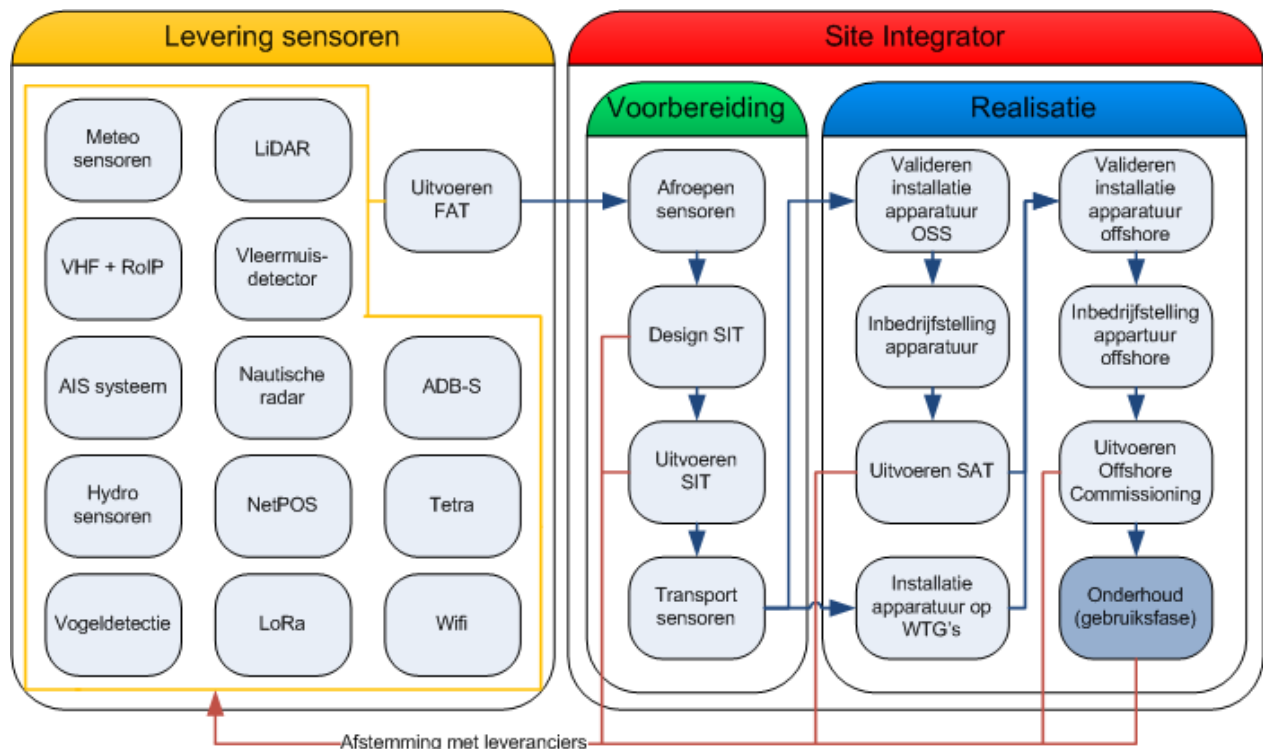 Levering sensoren
Meteo
sensoren
LiDAR
Uitvoeren
FAT
VHF + RoIP
Vleermuis-
detector
AIS systeem
Nautische
radar
ADB-S
Hydro
sensoren
NetPOS
Tetra
Vogeldetectie
LoRa
Wifi
Site Integrator
Voorbereiding
Afroepen
sensoren
Design SIT
Uitvoeren
SIT
Transport
sensoren
Realisatie
Valideren
installatie
apparatuur
OSS
Inbedrijfstelling
apparatuur
Uitvoeren SAT
Installatie
apparatuur op
WTG's
Valideren
installatie
apparatuur
offshore
Inbedrijfstelling
appartuur
offshore
Uitvoeren
Offshore
Commissioning
Onderhoud
(gebruiksfase)
Afstemming met leveranciers